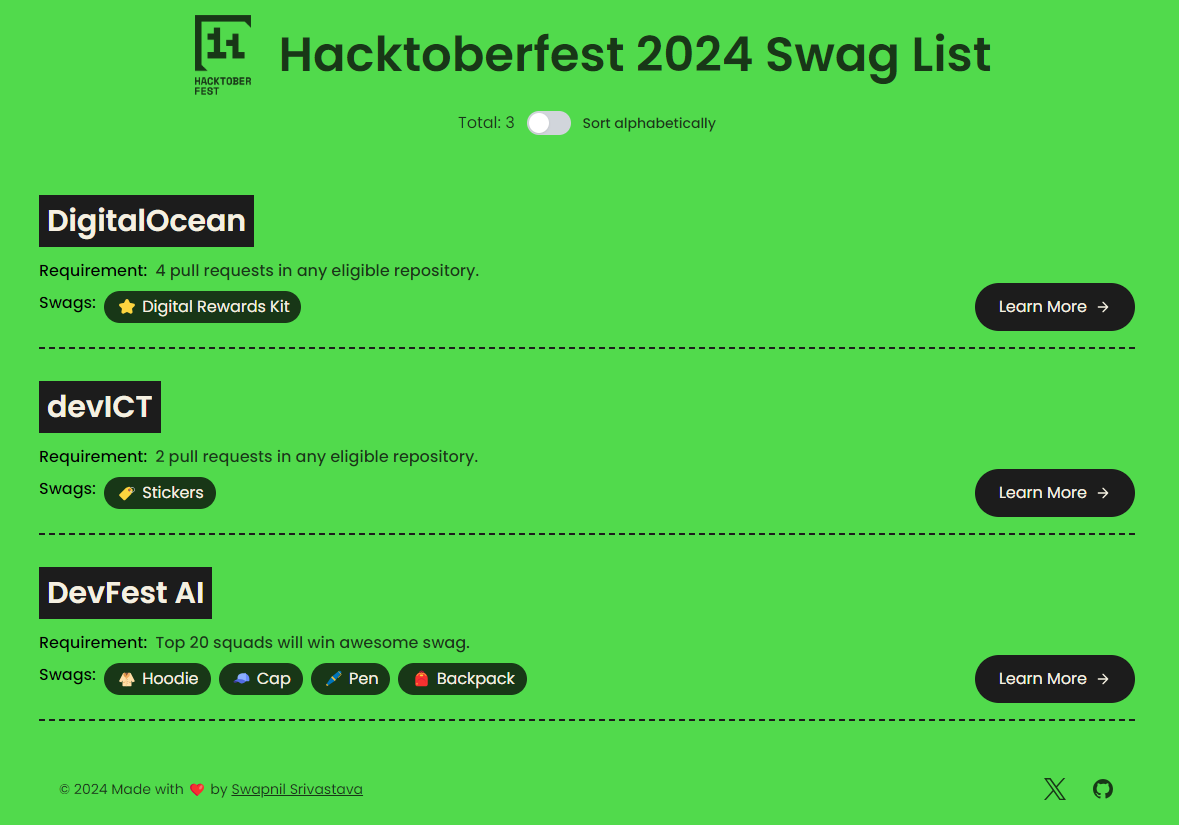 HACKTOBER
FEST
Hacktoberfest 2024 Swag List
Total: 3 Sort alphabetically
DigitalOcean
Requirement: 4 pull requests in any eligible repository.
Swags: Digital Rewards Kit
Learn More →
devICT
Requirement: 2 pull requests in any eligible repository.
Swags: Stickers
Learn More →
DevFest AI
Requirement: Top 20 squads will win awesome swag.
Swags: Hoodie Cap Pen Backpack
Learn More →
© 2024 Made with ❤️ by Swapnil Srivastava